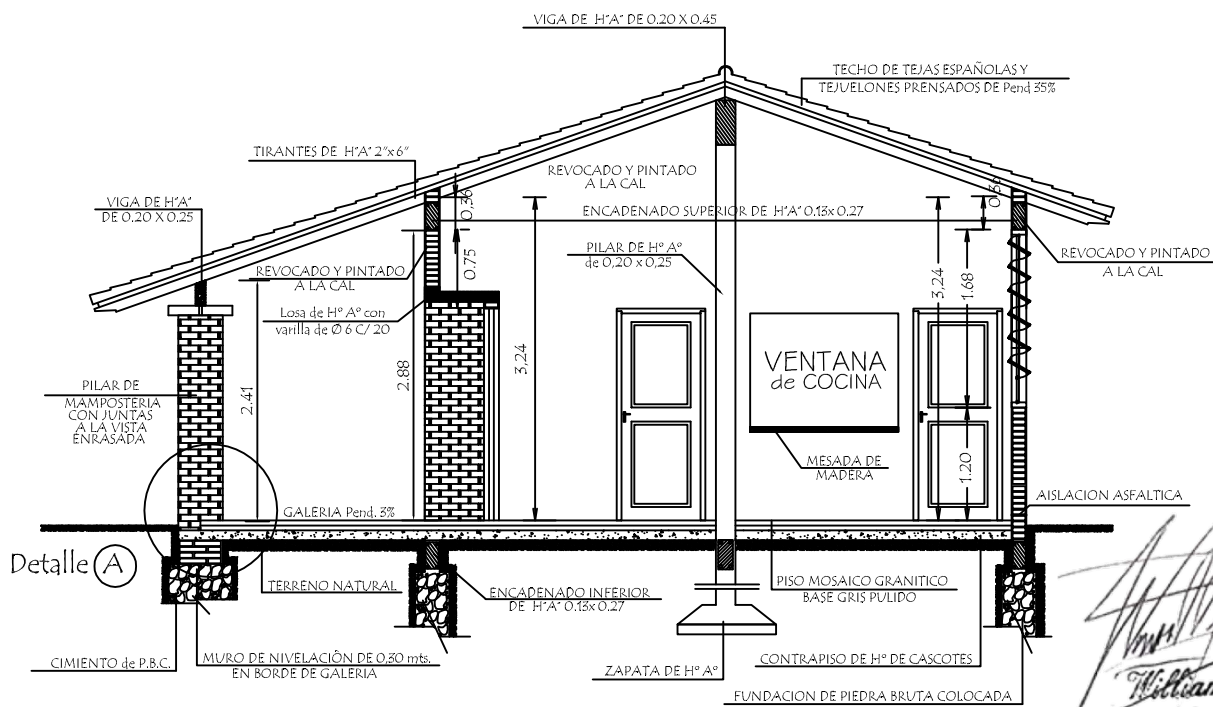 VIGA DE H°A° DE 0.20 X 0.45
TECHO DE TEJAS ESPAÑOLAS Y
TEJUELONES PRENSADOS DE Pend 35%
TIRANTES DE H°A° 2"x6"
REVOCADO Y PINTADO
A LA CAL
VIGA DE H°A°
DE 0.20 X 0.25
0,36
0.36
ENCADENADO SUPERIOR DE H°A° 0.13x 0.27
PILAR DE H° A°
de 0,20 x 0,25
REVOCADO Y PINTADO
A LA CAL
REVOCADO Y PINTADO
A LA CAL
0.75
Losa de H° A° con
varilla de Ø 6 C/ 20
3,24
1.68
2.41
2.88
3,24
VENTANA
de COCINA
PILAR DE
MAMPOSTERIA
CON JUNTAS
A LA VISTA
ENRASADA
MESADA DE
MADERA
1.20
AISLACION ASFALTICA
GALERIA Pend. 3%
Detalle A
TERRENO NATURAL
ENCADENADO INFERIOR
DE H°A° 0.13x 0.27
PISO MOSAICO GRANITICO
BASE GRIS PULIDO
CIMIENTO de P.B.C.
MURO DE NIVELACIÓN DE 0,30 mts.
EN BORDE DE GALERIA
ZAPATA DE H° A°
CONTRAPISO DE H° DE CASCOTES
FUNDACION DE PIEDRA BRUTA COLOCADA